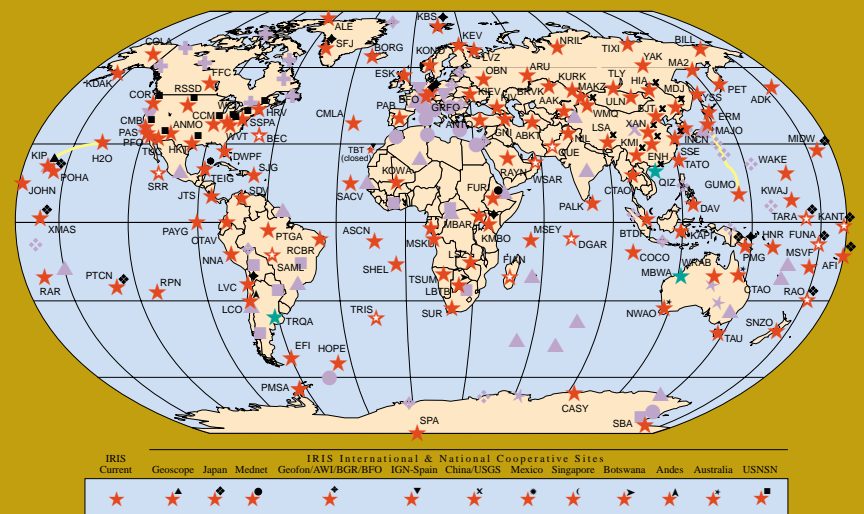 ALE
KBS
COLA
SFJ
BORG
KEV
LVZ
NRIL
TIXI
BILL
KONO
YAK
MA2
KDAK
FFC
ESK
OBN
ARU
KURK
TLY
HIA
PET
ADK
COR
RSSD
BFO
KIEV
KIV
BRVK
MAKZ
ULN
MDJ
YSS
CCM
HRV
CMB
ANMO
SSPA
CMLA
PAB
GRFO
AAK
WMQ
BJT
ERM
PAS
PFO
WVT
BEC
ANTO
GNI
ABKT
LSA
XAN
MAJO
INCN
TUC
HKT
DWPF
TBT
(closed)
NIL
QUE
KMI
SSE
MIDW
KIP
H2O
ENH
TATO
POHA
TEIG
SJG
KOWA
RAYN
WSAR
WAKE
JOHN
SRR
SDV
SACV
FURI
CTAO
QIZ
GUMO
KWAJ
JTS
PALK
DAV
TARA
KANT
XMAS
PAYG
OTAV
PTGA
ASCN
MSKU
MBAR
KMBO
MSEY
DGAR
BTDF
KAPI
HNR
FUNA
NNA
RCBR
COCO
PMG
MSVF
AFI
SAML
SHEL
LSZ
FIAN
MBWA
WRAB
PTCN
RPN
LVC
TSUM
LBTB
CTAO
RAO
RAR
LCO
TRQA
TRIS
SUR
NWAO
SNZO
TAU
EFI
HOPE
PMSA
CASY
SPA
SBA
IRIS
Current
IRIS International & National Cooperative Sites
Geoscope Japan Mednet Geofon/AWI/BGR/BFO IGN-Spain China/USGS Mexico Singapore Botswana Andes Australia USNSN